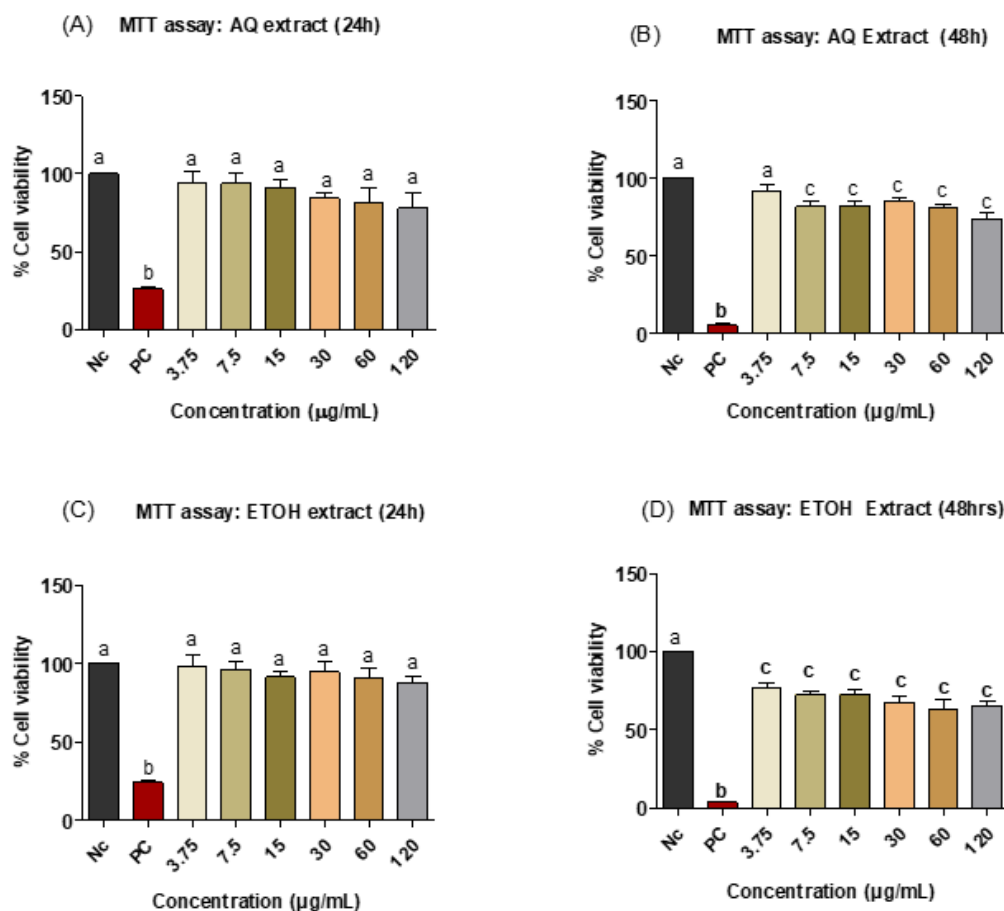 (A) MTT assay: AQ extract (24h)
% Cell viability
150
100
50
0
a b a a a a a a
Nc PC 3.75 7.5 15 30 60 120
Concentration (µg/mL)
(B) MTT assay: AQ Extract (48h)
% Cell viability
150
100
50
0
a b a c c c c c
Nc PC 3.75 7.5 15 30 60 120
Concentration (µg/mL)
(C) MTT assay: ETOH extract (24h)
% Cell viability
150
100
50
0
a b a a a a a a
Nc PC 3.75 7.5 15 30 60 120
Concentration (µg/mL)
(D) MTT assay: ETOH Extract (48hrs)
% Cell viability
150
100
50
0
a b c c c c c c
Nc PC 3.75 7.5 15 30 60 120
Concentration (µg/mL)